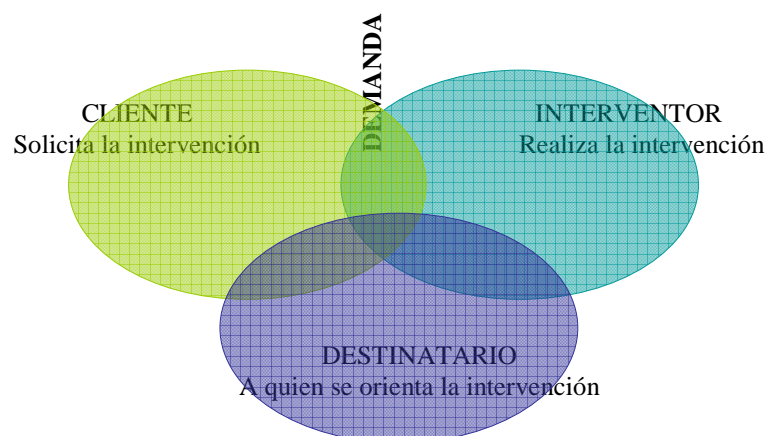 DEMANDA
CLIENTE
Solicita la intervención
INTERVENTOR
Realiza la intervención
DESTINATARIO
A quien se orienta la intervención